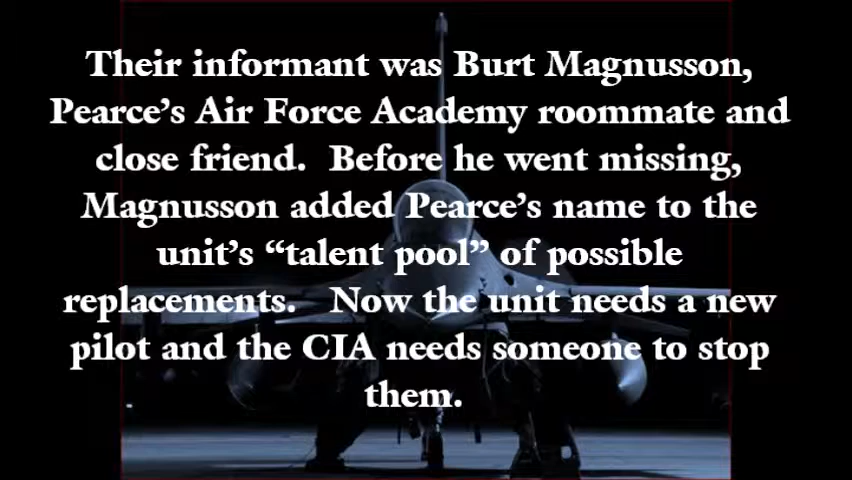 Their informant was Burt Magnusson,
Pearce's Air Force Academy roommate and
close friend.  Before he went missing,
Magnusson added Pearce's name to the
unit's “talent pool” of possible
replacements.   Now the unit needs a new
pilot and the CIA needs someone to stop
them.